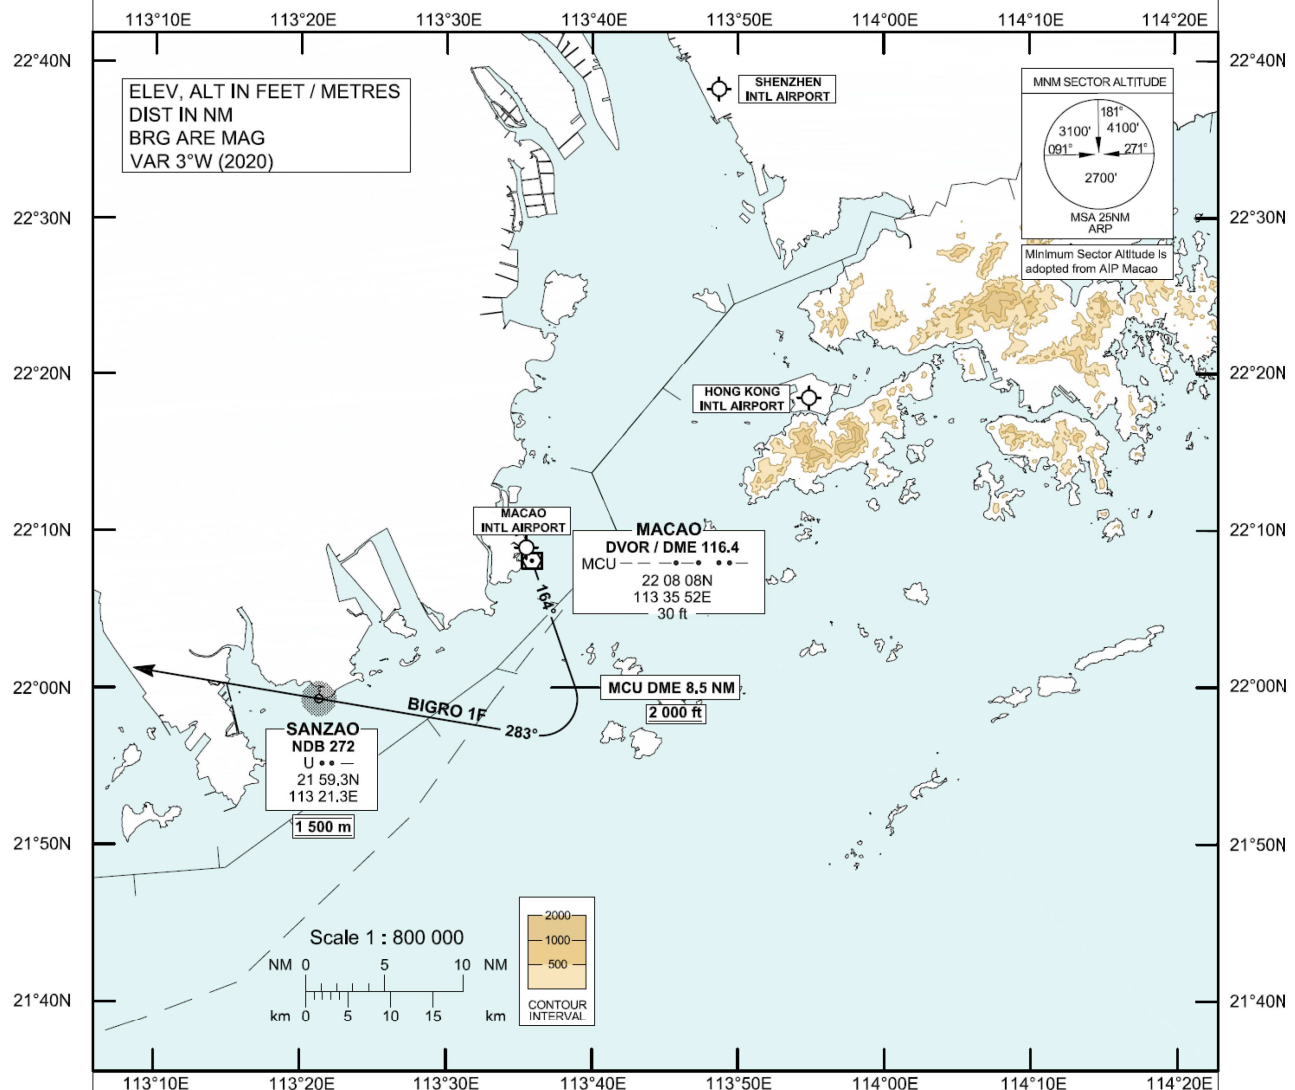 113°10E 113°20E 113°30E 113°40E 113°50E 114°00E 114°10E 114°20E
22°40N 22°40N
ELEV, ALT IN FEET / METRES
DIST IN NM
BRG ARE MAG
VAR 3°W (2020)
SHENZHEN
INTL AIRPORT
MNM SECTOR ALTITUDE
181°
3100' 4100'
091° 271°
2700'
MSA 25NM
ARP
Minimum Sector Altitude is
adopted from AIP Macao
22°30N 22°30N
22°20N 22°20N
HONG KONG
INTL AIRPORT
MACAO
INTL AIRPORT
22°10N 22°10N
MACAO
DVOR / DME 116.4
MCU — — —•—• ••—
22 08 08N
113 35 52E
30 ft
164°
22°00N 22°00N
MCU DME 8.5 NM
2 000 ft
BIGRO 1F
283°
SANZAO
NDB 272
U •• —
21 59.3N
113 21.3E
1 500 m
21°50N 21°50N
Scale 1 : 800 000
NM 0 5 10 NM
km 0 5 10 15 km
2000
1000
500
CONTOUR
INTERVAL
21°40N 21°40N
113°10E 113°20E 113°30E 113°40E 113°50E 114°00E 114°10E 114°20E